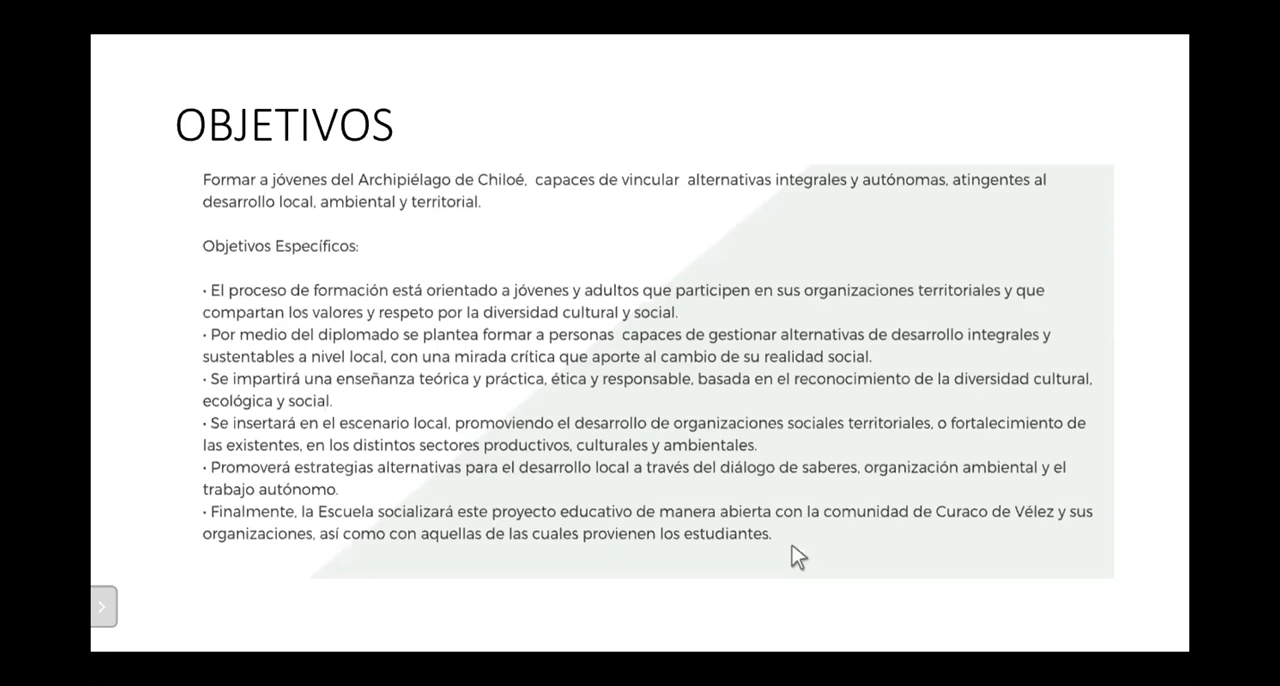 OBJETIVOS
Formar a jóvenes del Archipiélago de Chiloé, capaces de vincular alternativas integrales y autónomas, atingentes al
desarrollo local, ambiental y territorial.
Objetivos Específicos:
• El proceso de formación está orientado a jóvenes y adultos que participen en sus organizaciones territoriales y que
compartan los valores y respeto por la diversidad cultural y social.
• Por medio del diplomado se plantea formar a personas capaces de gestionar alternativas de desarrollo integrales y
sustentables a nivel local, con una mirada crítica que aporte al cambio de su realidad social.
• Se impartirá una enseñanza teórica y práctica, ética y responsable, basada en el reconocimiento de la diversidad cultural,
ecológica y social.
• Se insertará en el escenario local, promoviendo el desarrollo de organizaciones sociales territoriales, o fortalecimiento de
las existentes, en los distintos sectores productivos, culturales y ambientales.
• Promoverá estrategias alternativas para el desarrollo local a través del diálogo de saberes, organización ambiental y el
trabajo autónomo.
• Finalmente, la Escuela socializará este proyecto educativo de manera abierta con la comunidad de Curaco de Vélez y sus
organizaciones, así como con aquellas de las cuales provienen los estudiantes.